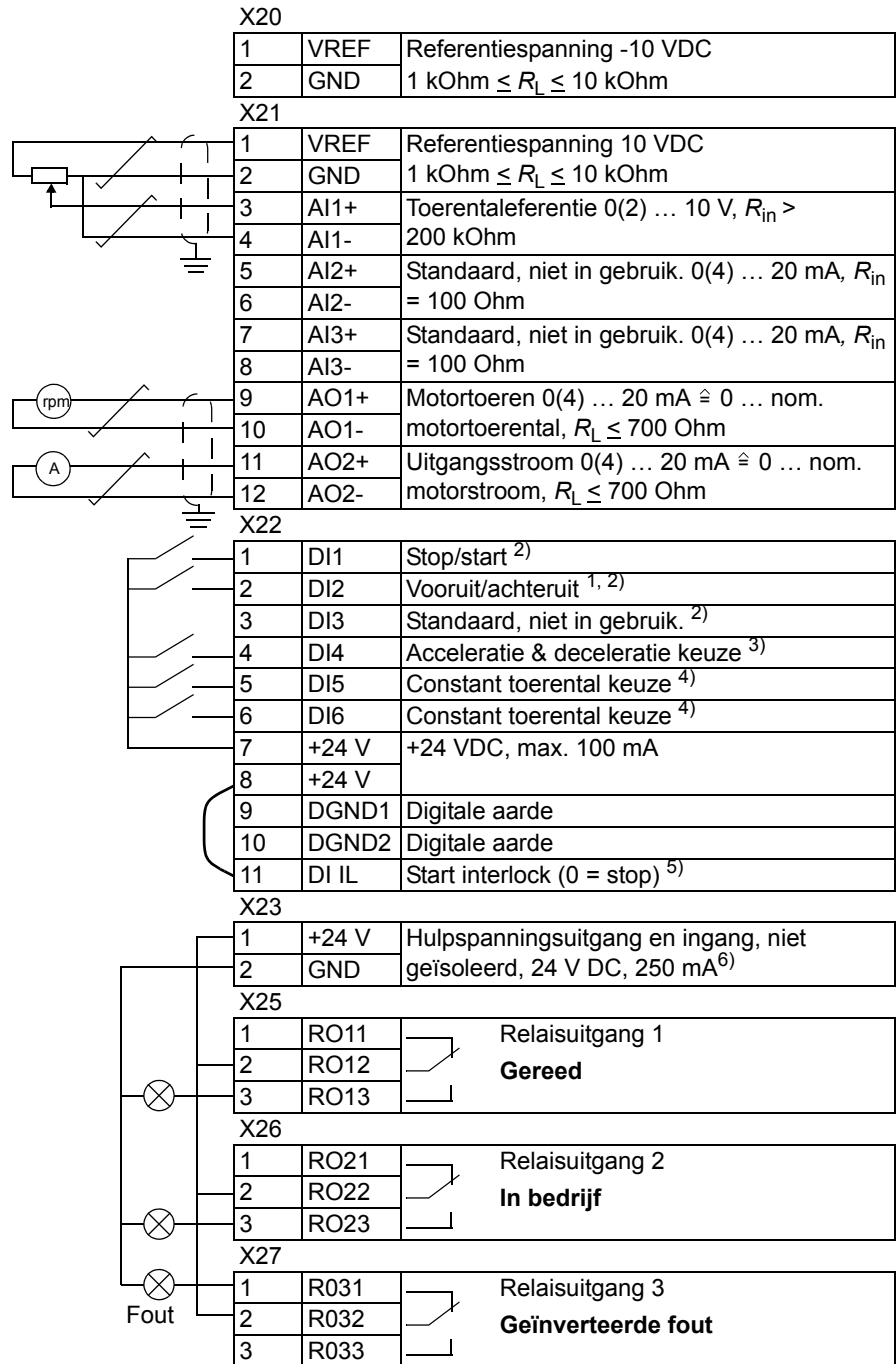 X20
1 VREF Referentiespanning -10 VDC
2 GND 1 kOhm ≤ R_L ≤ 10 kOhm
X21
1 VREF Referentiespanning 10 VDC
2 GND 1 kOhm ≤ R_L ≤ 10 kOhm
3 AI1+ Toerentaleferentie 0(2) … 10 V, R_in >
4 AI1- 200 kOhm
5 AI2+ Standaard, niet in gebruik. 0(4) … 20 mA, R_in
6 AI2- = 100 Ohm
7 AI3+ Standaard, niet in gebruik. 0(4) … 20 mA, R_in
8 AI3- = 100 Ohm
rpm 9 AO1+ Motortoeren 0(4) … 20 mA ≙ 0 … nom.
10 AO1- motortoerental, R_L ≤ 700 Ohm
A 11 AO2+ Uitgangsstroom 0(4) … 20 mA ≙ 0 … nom.
12 AO2- motorstroom, R_L ≤ 700 Ohm
X22
1 DI1 Stop/start 2)
2 DI2 Vooruit/achteruit 1, 2)
3 DI3 Standaard, niet in gebruik. 2)
4 DI4 Acceleratie & deceleratie keuze 3)
5 DI5 Constant toerental keuze 4)
6 DI6 Constant toerental keuze 4)
7 +24 V +24 VDC, max. 100 mA
8 +24 V
9 DGND1 Digitale aarde
10 DGND2 Digitale aarde
11 DI IL Start interlock (0 = stop) 5)
X23
1 +24 V Hulpspanningsuitgang en ingang, niet
2 GND geïsoleerd, 24 V DC, 250 mA6)
X25
1 RO11 Relaisuitgang 1
2 RO12 Gereed
3 RO13
X26
1 RO21 Relaisuitgang 2
2 RO22 In bedrijf
3 RO23
X27
1 R031 Relaisuitgang 3
Fout 2 R032 Geïnverteerde fout
3 R033